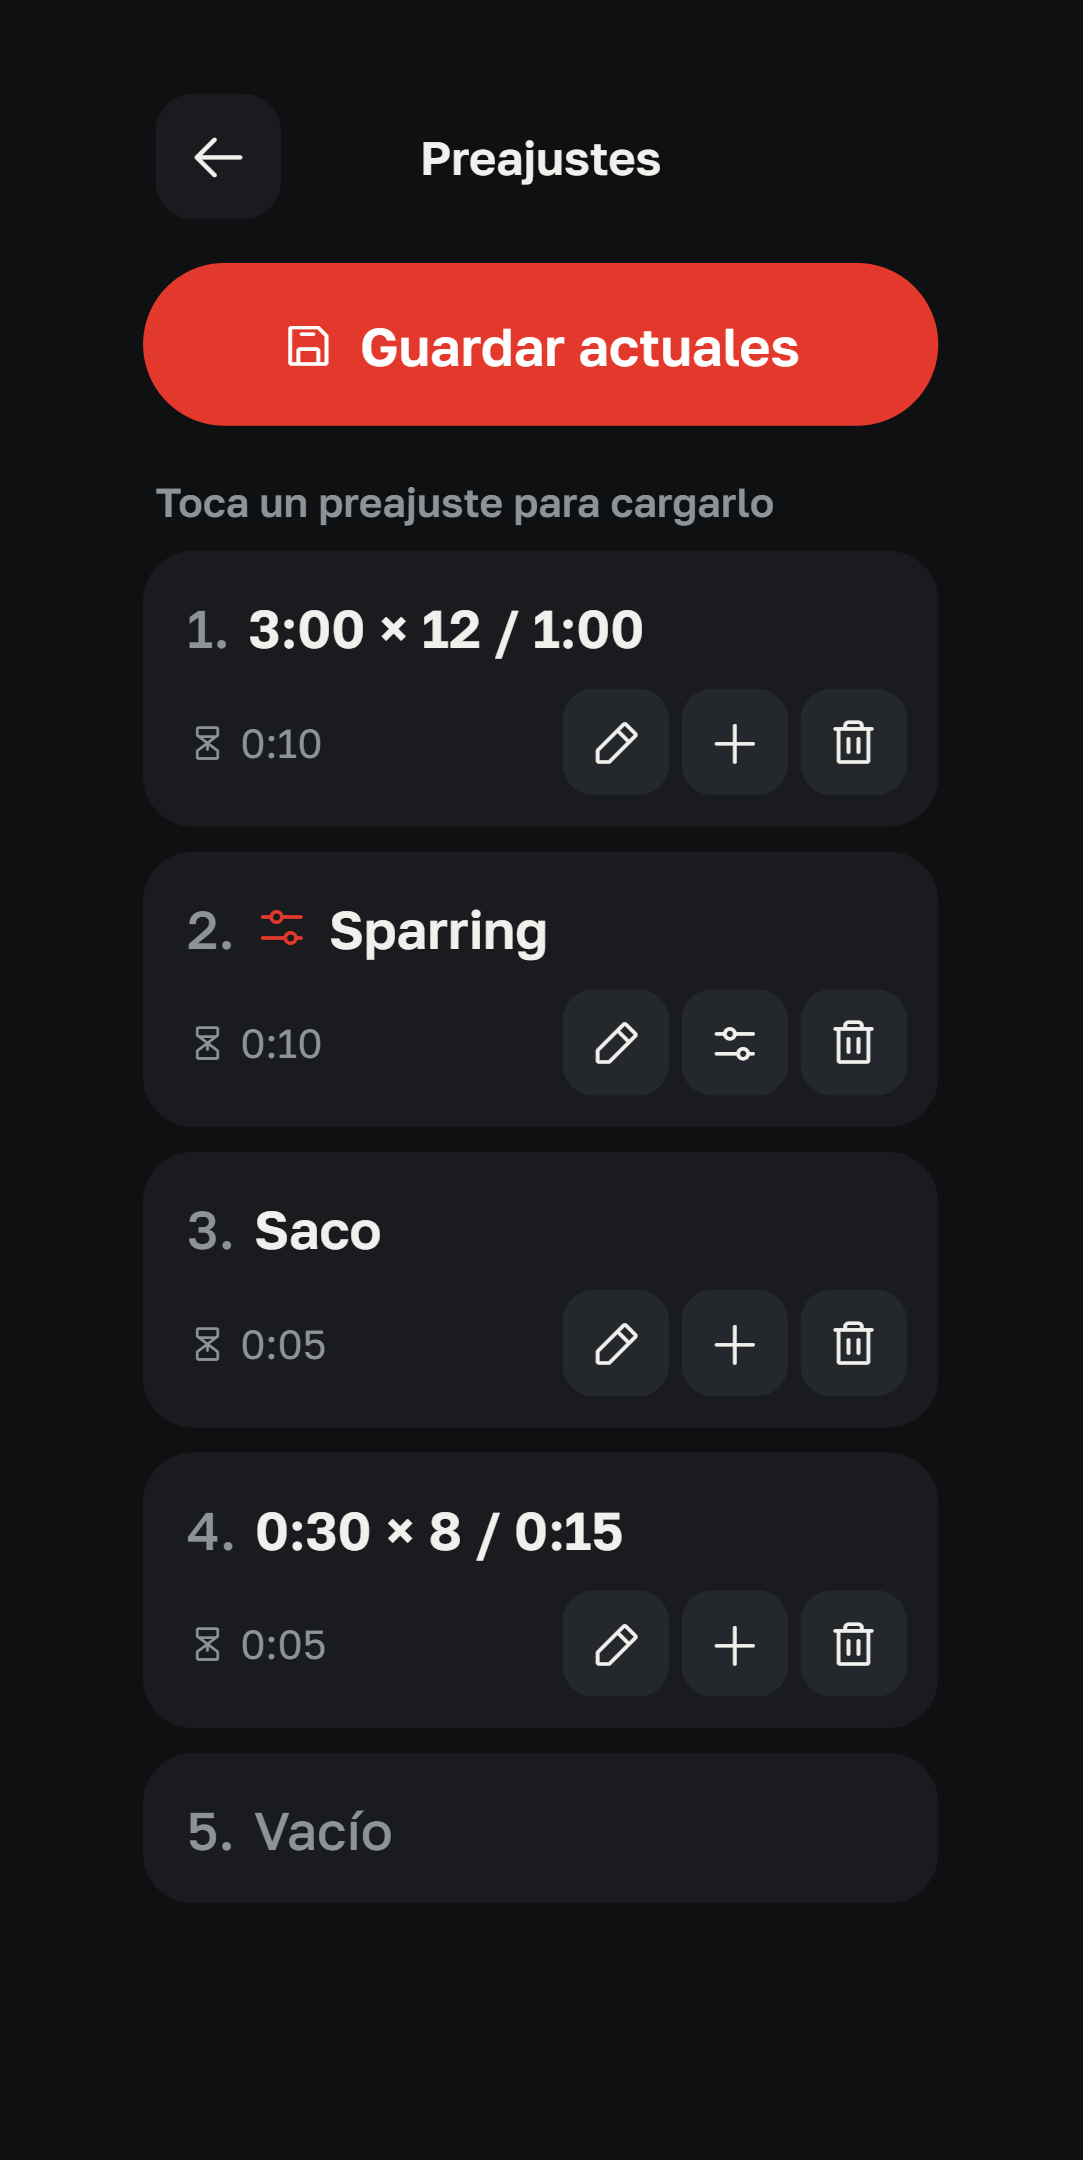 Preajustes
Guardar actuales
Toca un preajuste para cargarlo
1. 3:00 × 12 / 1:00
0:10
2. Sparring
0:10
3. Saco
0:05
4. 0:30 × 8 / 0:15
0:05
5. Vacío